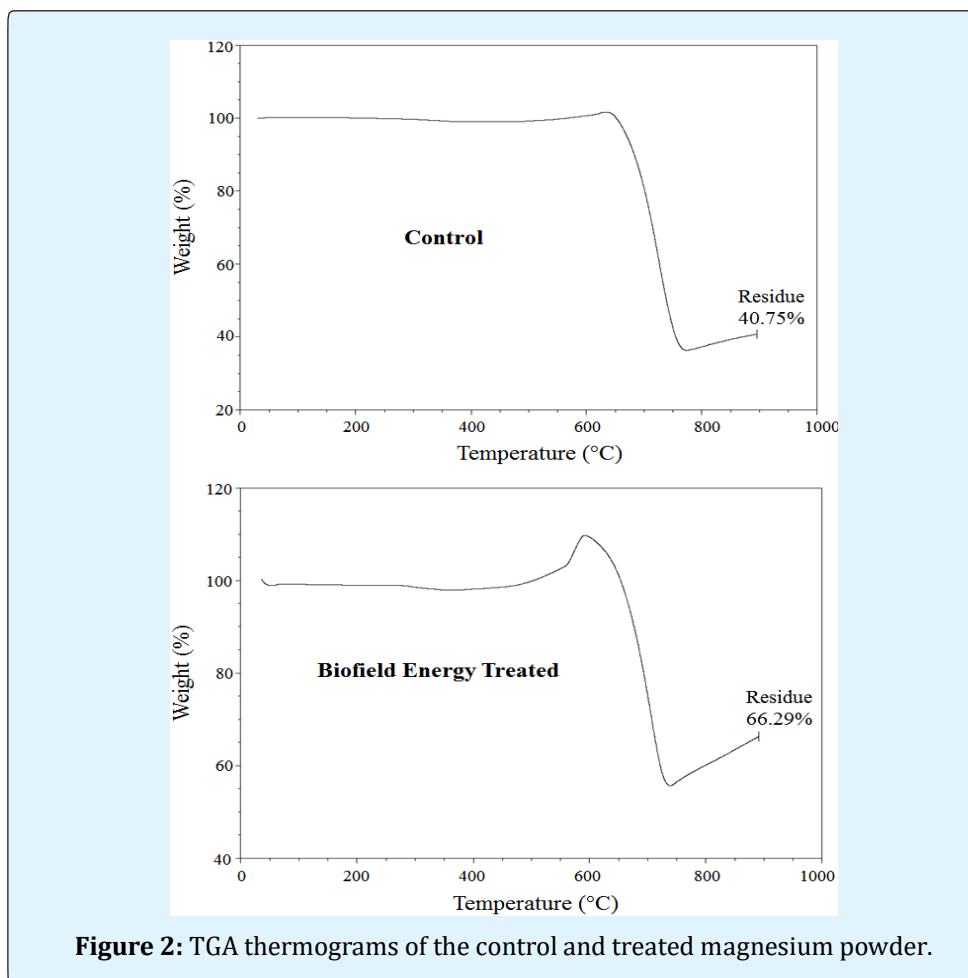 120
100
80
60
40
20
Weight (%)
Control
Residue
40.75%
0
200
400
600
800
1000
Temperature (°C)
120
100
80
60
40
Weight (%)
Biofield Energy Treated
Residue
66.29%
0
200
400
600
800
1000
Temperature (°C)
Figure 2: TGA thermograms of the control and treated magnesium powder.